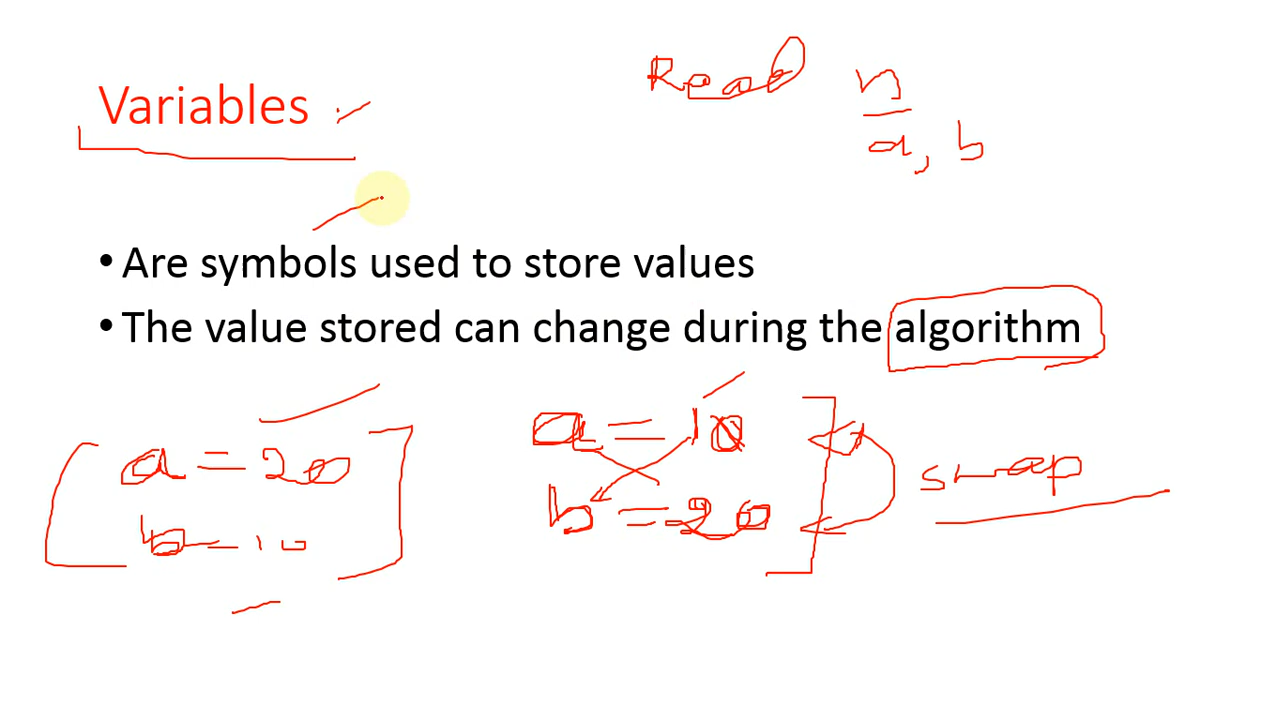 Read n
Variables
a, b
• Are symbols used to store values
• The value stored can change during the algorithm
a = 20
b = 10
a = 10
b = 20
swap